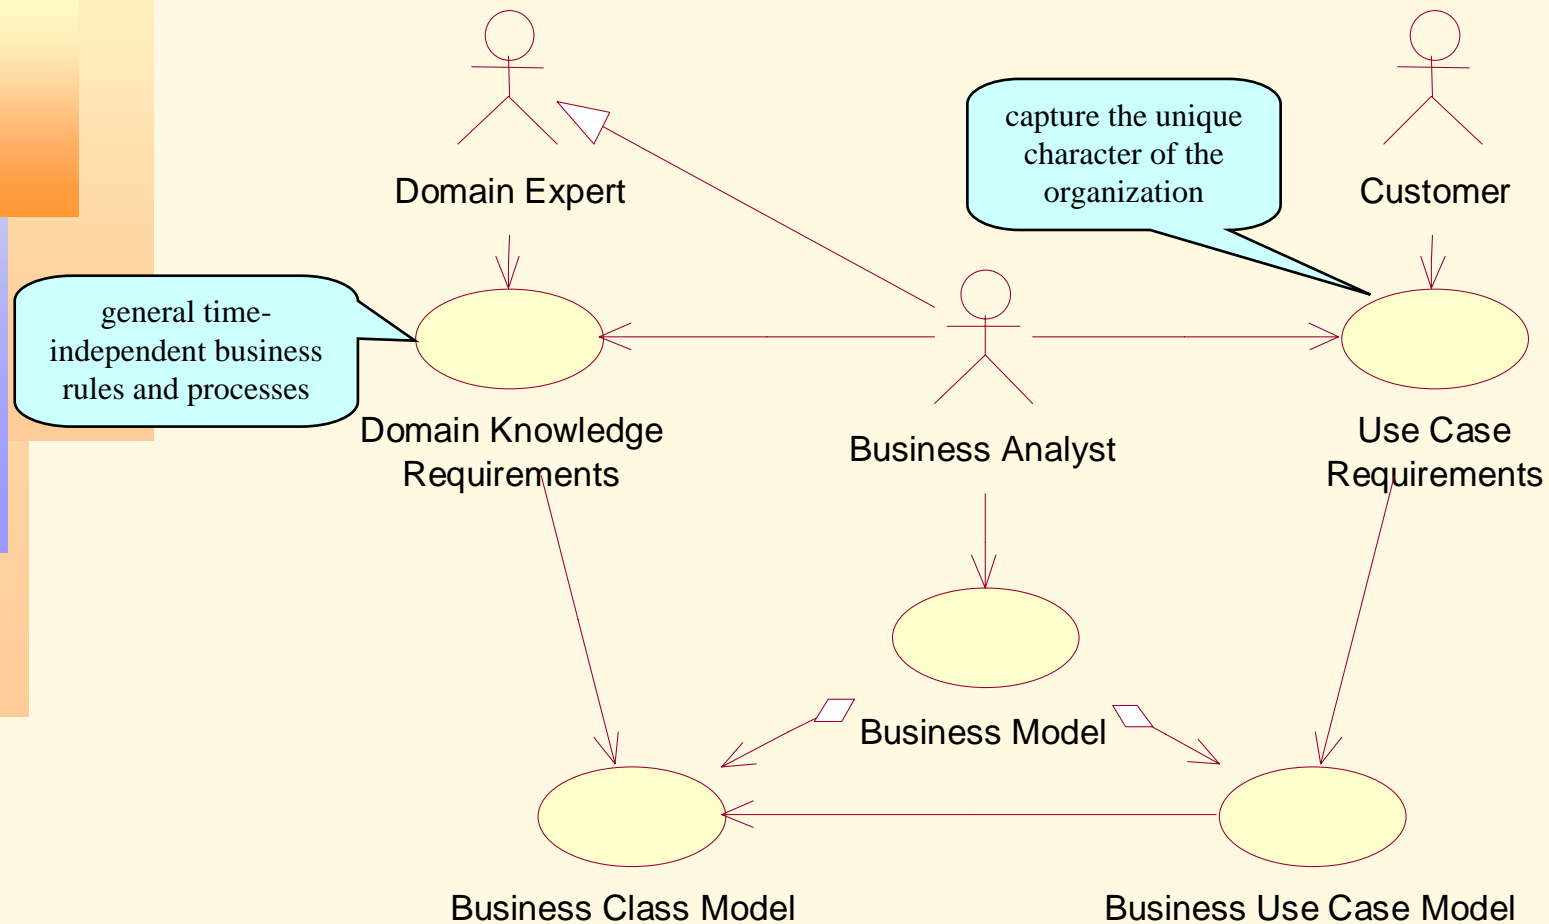 capture the unique
character of the
organization
Domain Expert
Customer
general time-
independent business
rules and processes
Domain Knowledge
Requirements
Business Analyst
Use Case
Requirements
Business Model
Business Class Model
Business Use Case Model